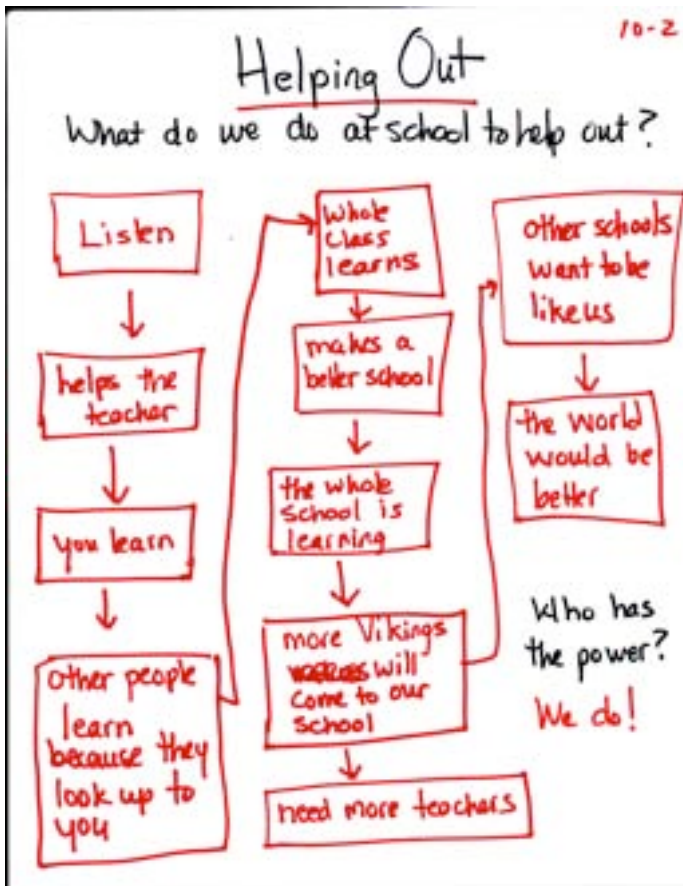 10-2
Helping Out
What do we do at school to help out?
Listen
helps the
teacher
you learn
other people
learn
because they
look up to
you
Whole
class
learns
makes a
better school
the whole
school is
learning
more Vikings
will
come to our
school
need more teachers
other schools
want to be
like us
the world
would be
better
Who has
the power?
We do!